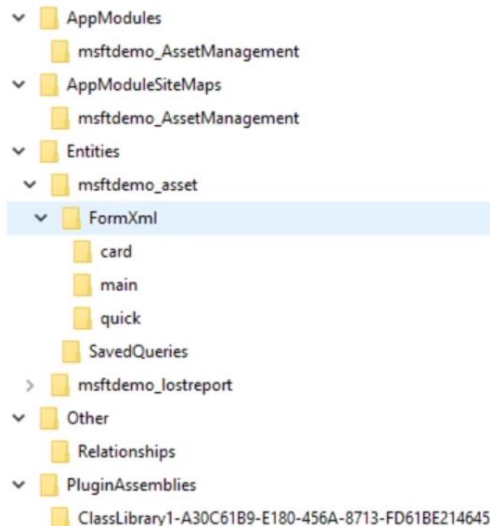 AppModules
msftdemo_AssetManagement
AppModuleSiteMaps
msftdemo_AssetManagement
Entities
msftdemo_asset
FormXml
card
main
quick
SavedQueries
msftdemo_lostreport
Other
Relationships
PluginAssemblies
ClassLibrary1-A30C61B9-E180-456A-8713-FD61BE214645